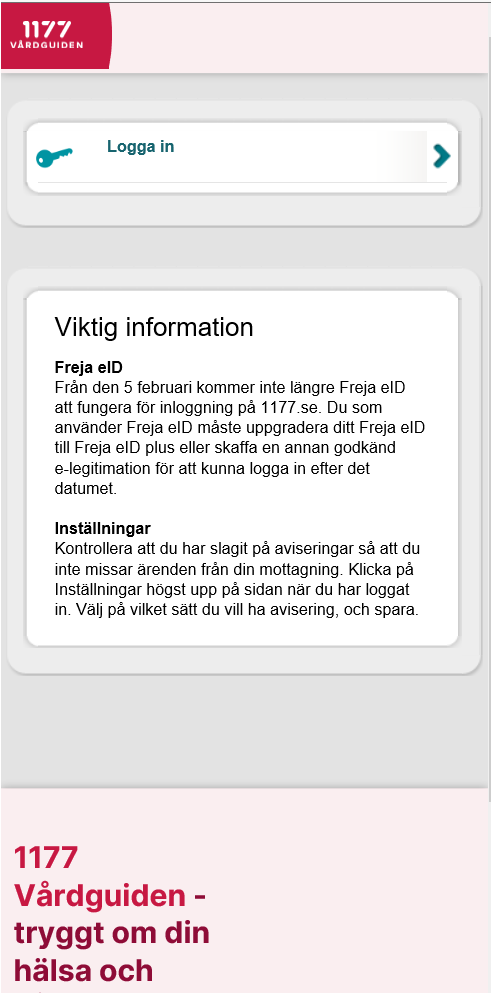 1177
VÅRDGUIDEN
Logga in
Viktig information
Freja eID
Från den 5 februari kommer inte längre Freja eID
att fungera för inloggning på 1177.se. Du som
använder Freja eID måste uppgradera ditt Freja eID
till Freja eID plus eller skaffa en annan godkänd
e-legitimation för att kunna logga in efter det
datumet.
Inställningar
Kontrollera att du har slagit på aviseringar så att du
inte missar ärenden från din mottagning. Klicka på
Inställningar högst upp på sidan när du har loggat
in. Välj på vilket sätt du vill ha avisering, och spara.
1177
Vårdguiden -
tryggt om din
hälsa och